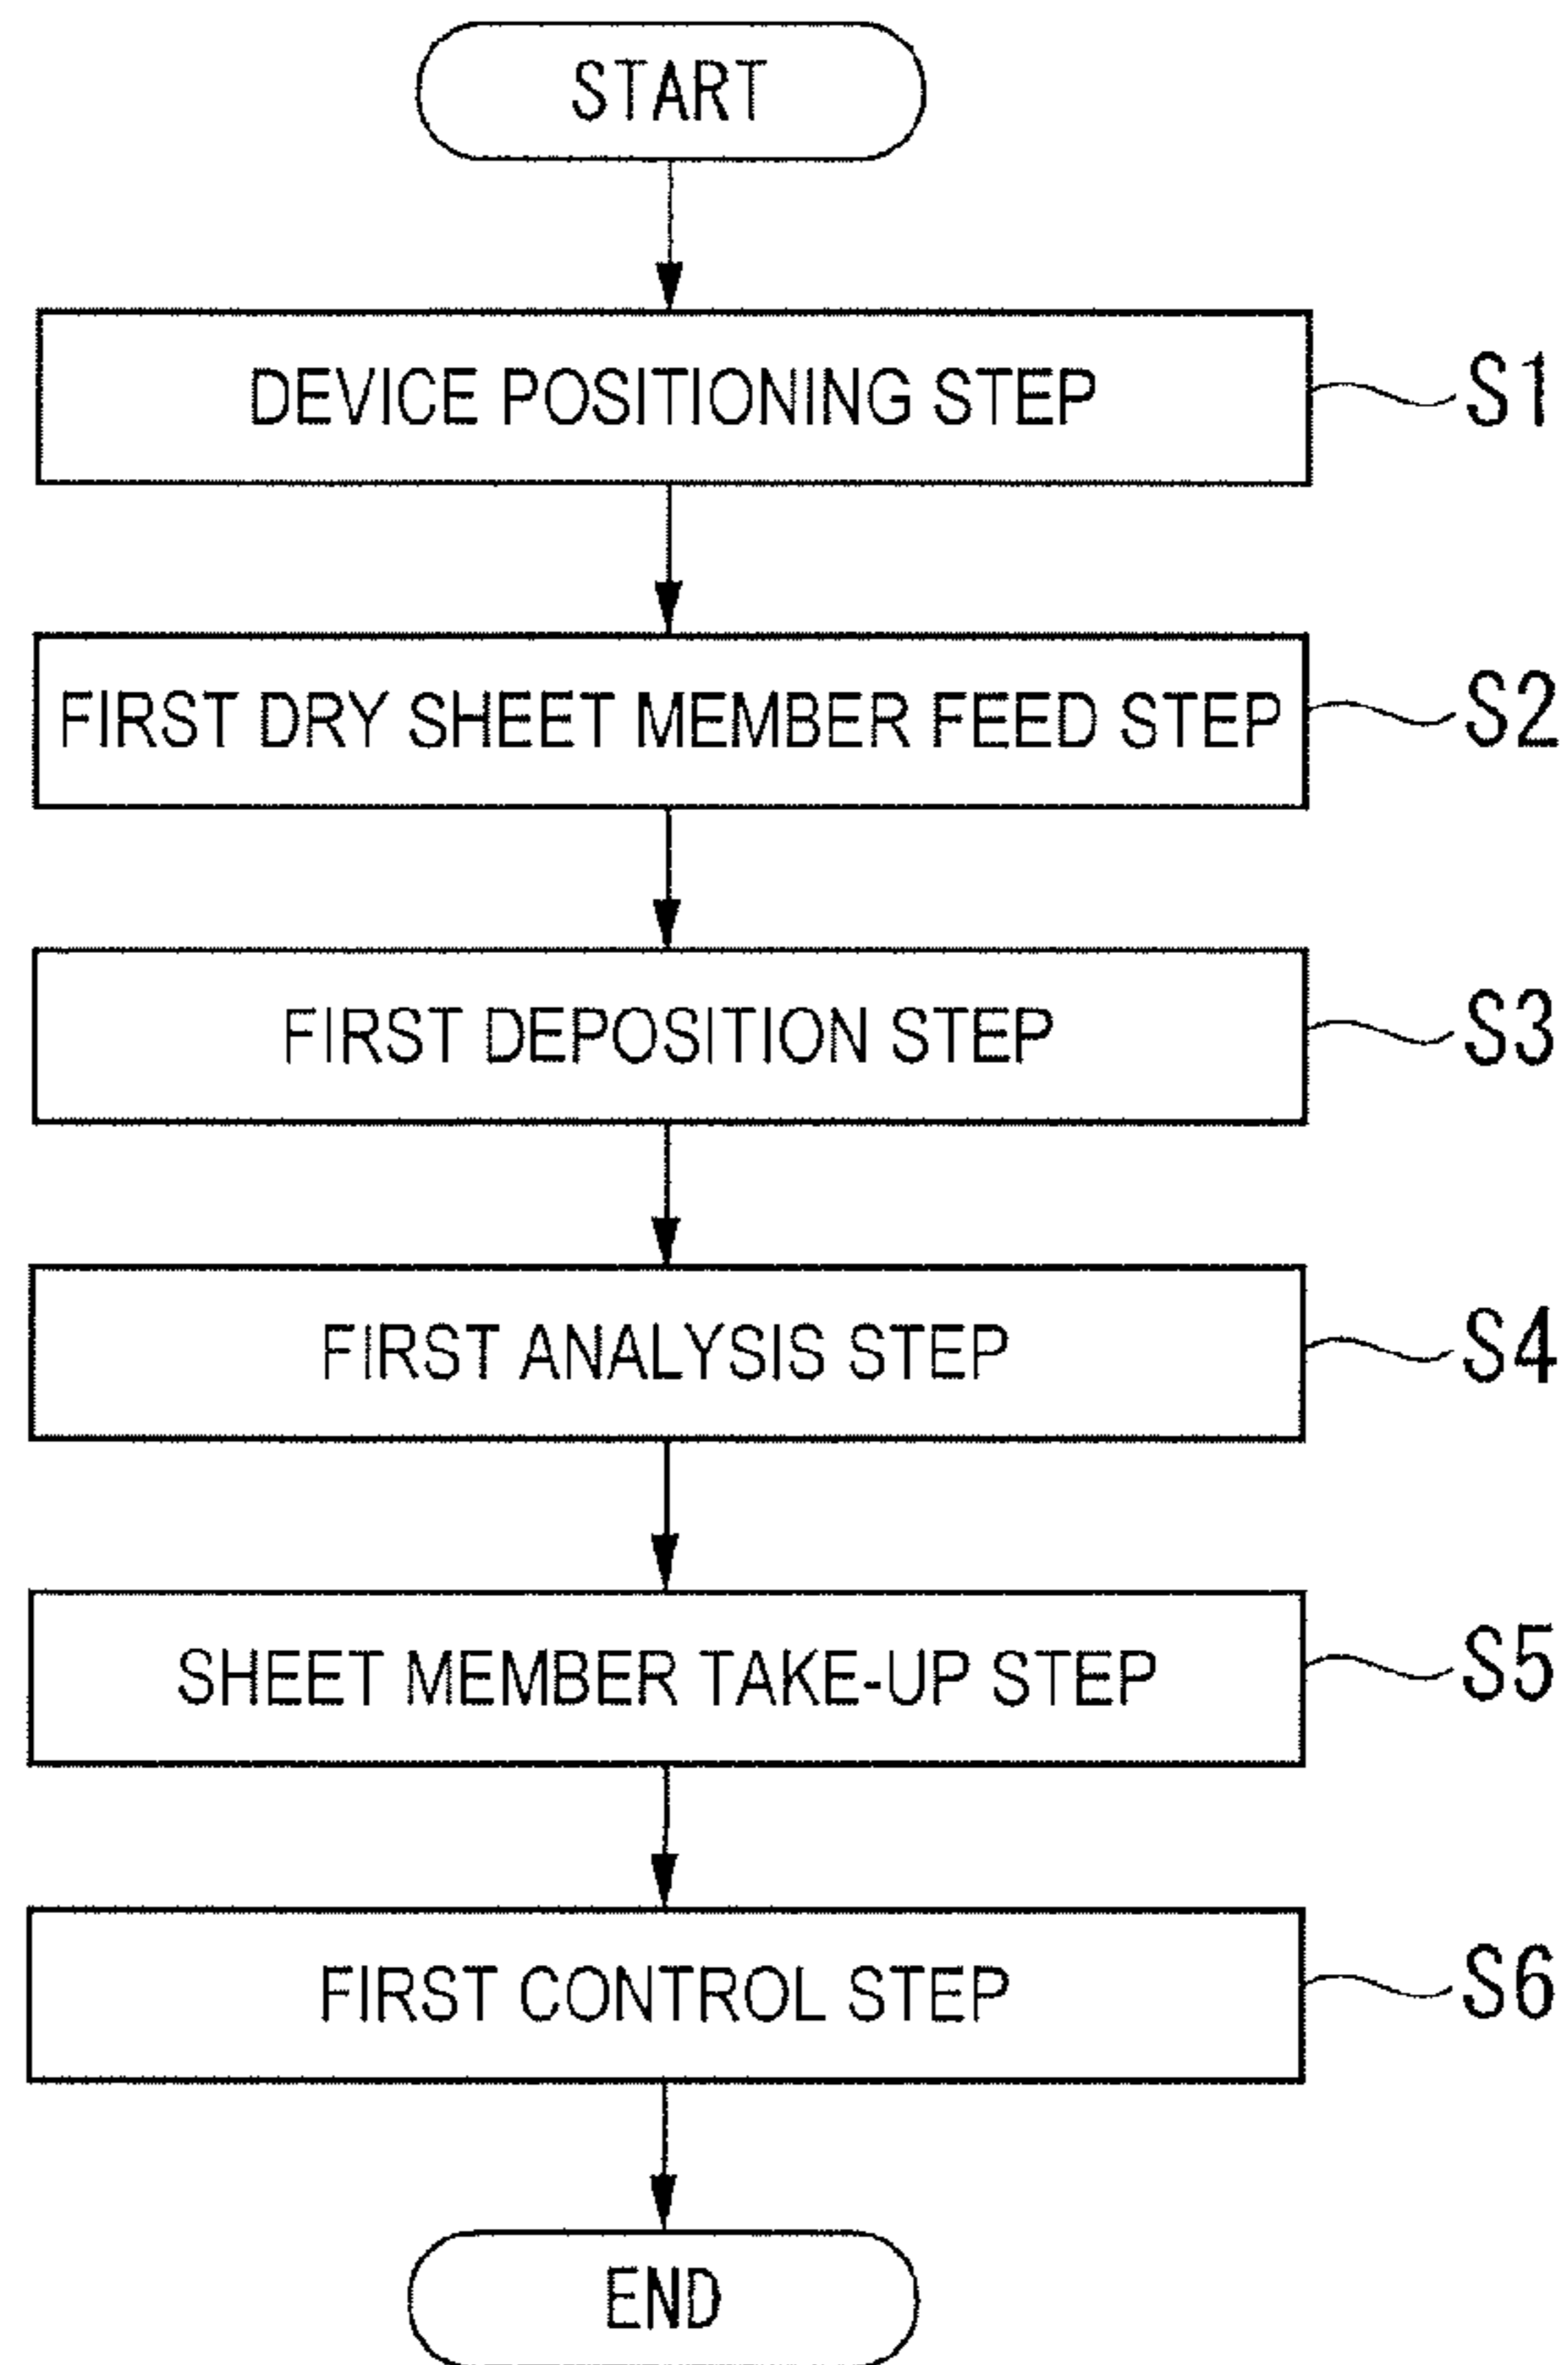 START
DEVICE POSITIONING STEP S1
FIRST DRY SHEET MEMBER FEED STEP S2
FIRST DEPOSITION STEP S3
FIRST ANALYSIS STEP S4
SHEET MEMBER TAKE-UP STEP S5
FIRST CONTROL STEP S6
END